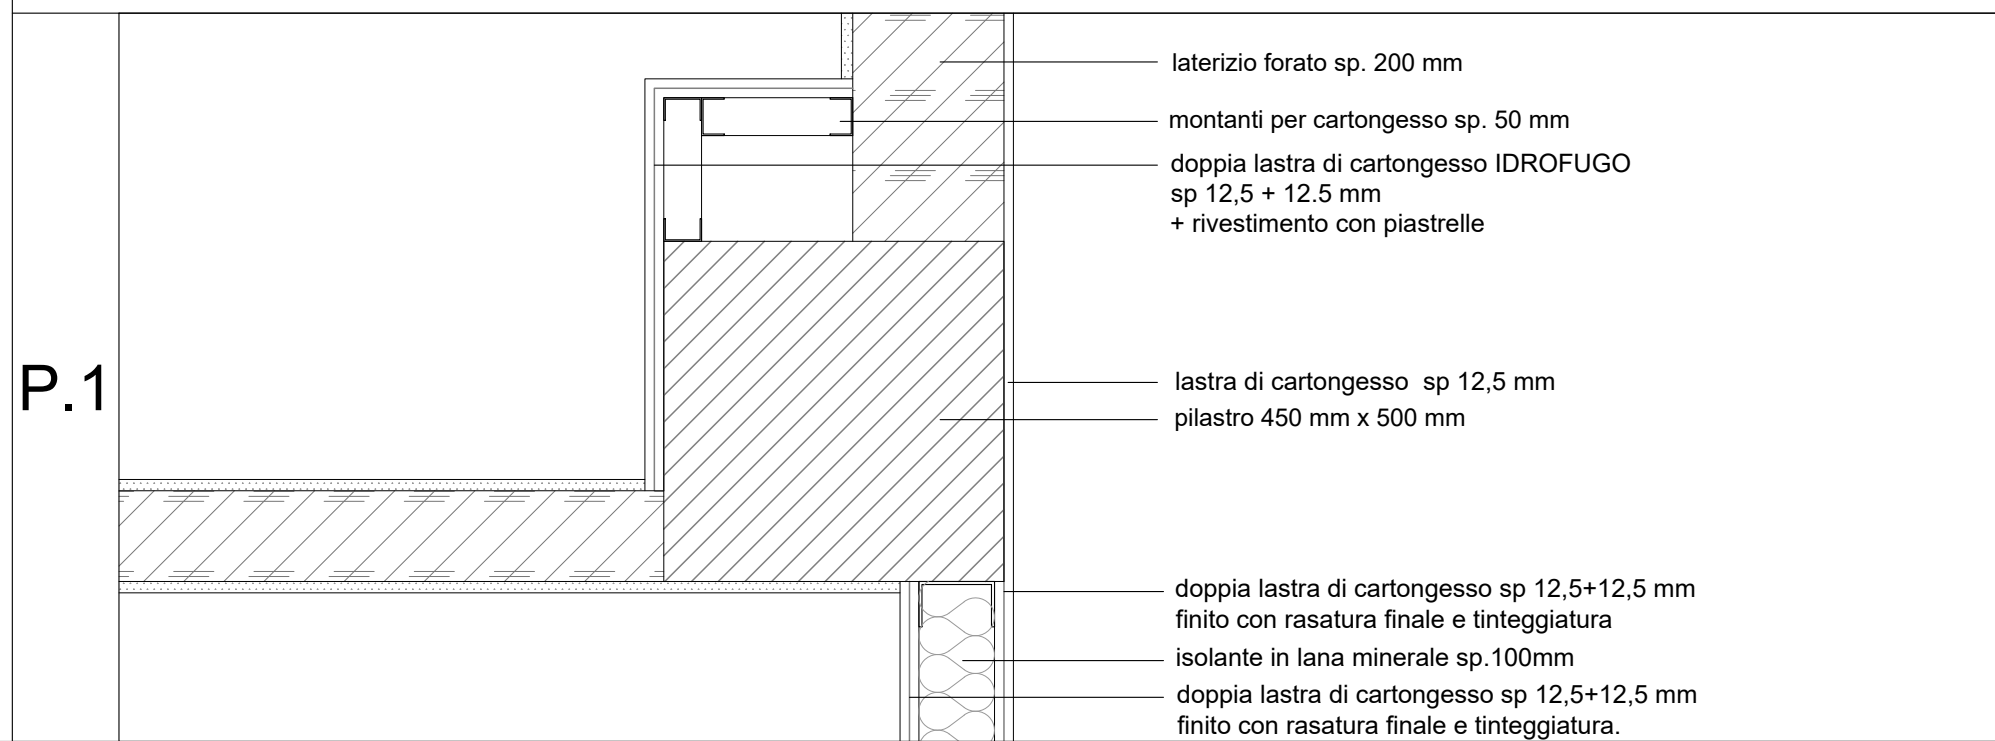 P.1
laterizio forato sp. 200 mm
montanti per cartongesso sp. 50 mm
doppia lastra di cartongesso IDROFUGO
sp 12,5 + 12.5 mm
+ rivestimento con piastrelle
lastra di cartongesso  sp 12,5 mm
pilastro 450 mm x 500 mm
doppia lastra di cartongesso sp 12,5+12,5 mm
finito con rasatura finale e tinteggiatura
isolante in lana minerale sp.100mm
doppia lastra di cartongesso sp 12,5+12,5 mm
finito con rasatura finale e tinteggiatura.